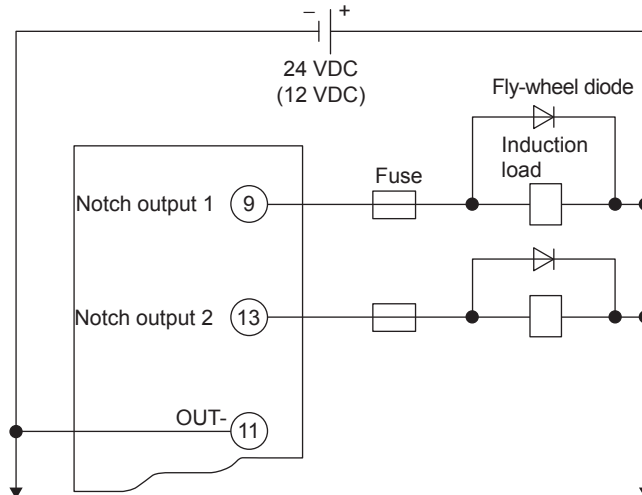 − +
24 VDC
(12 VDC)
Fly-wheel diode
Induction
load
Fuse
Notch output 1 9
Notch output 2 13
OUT- 11